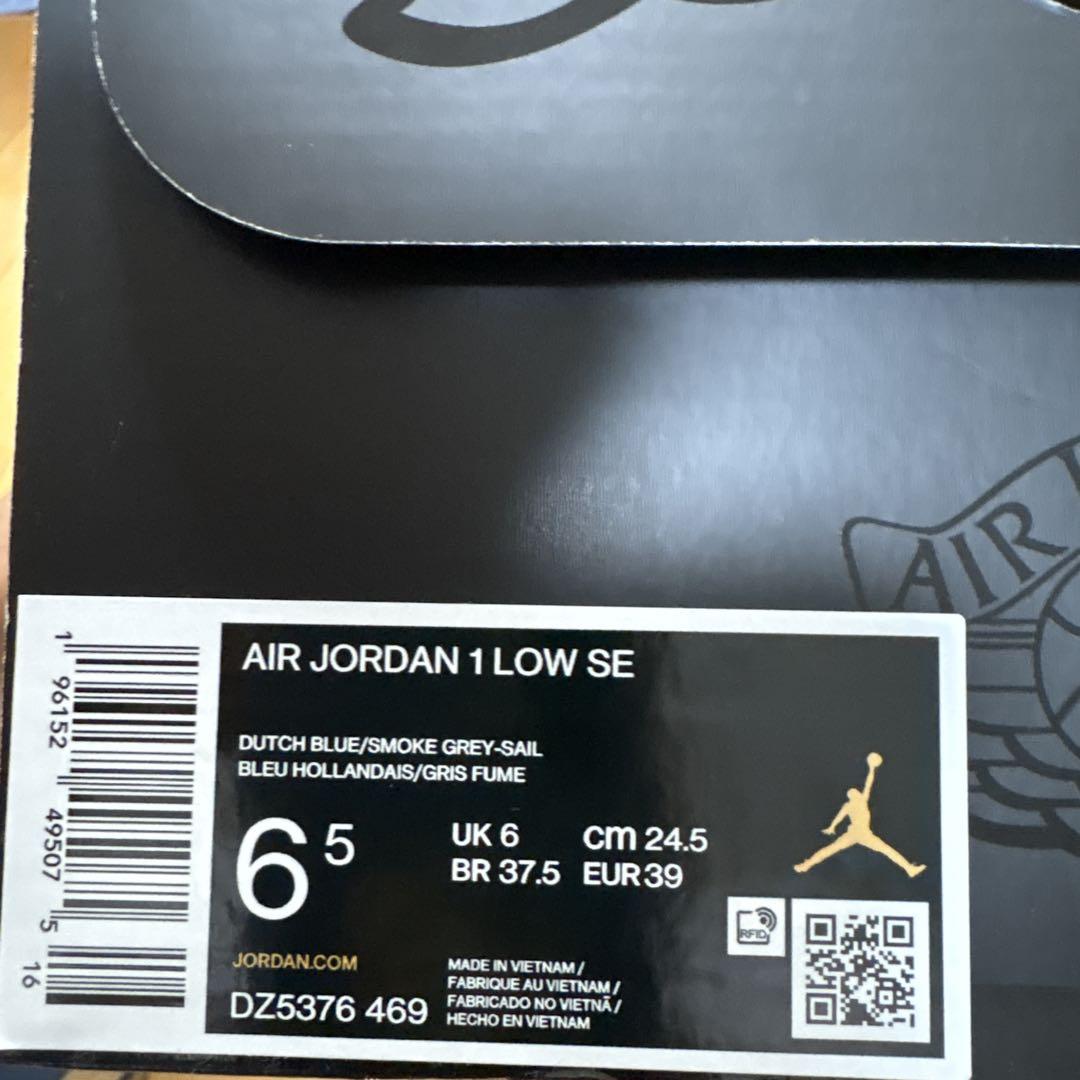 AIR
AIR JORDAN 1 LOW SE
DUTCH BLUE/SMOKE GREY-SAIL
BLEU HOLLANDAIS/GRIS FUME
6 5
UK 6 cm 24.5
BR 37.5 EUR 39
RFID
JORDAN.COM
DZ5376 469
MADE IN VIETNAM /
FABRIQUE AU VIETNAM /
FABRICADO NO VIETNÃ /
HECHO EN VIETNAM
1 96152 49507 5 16